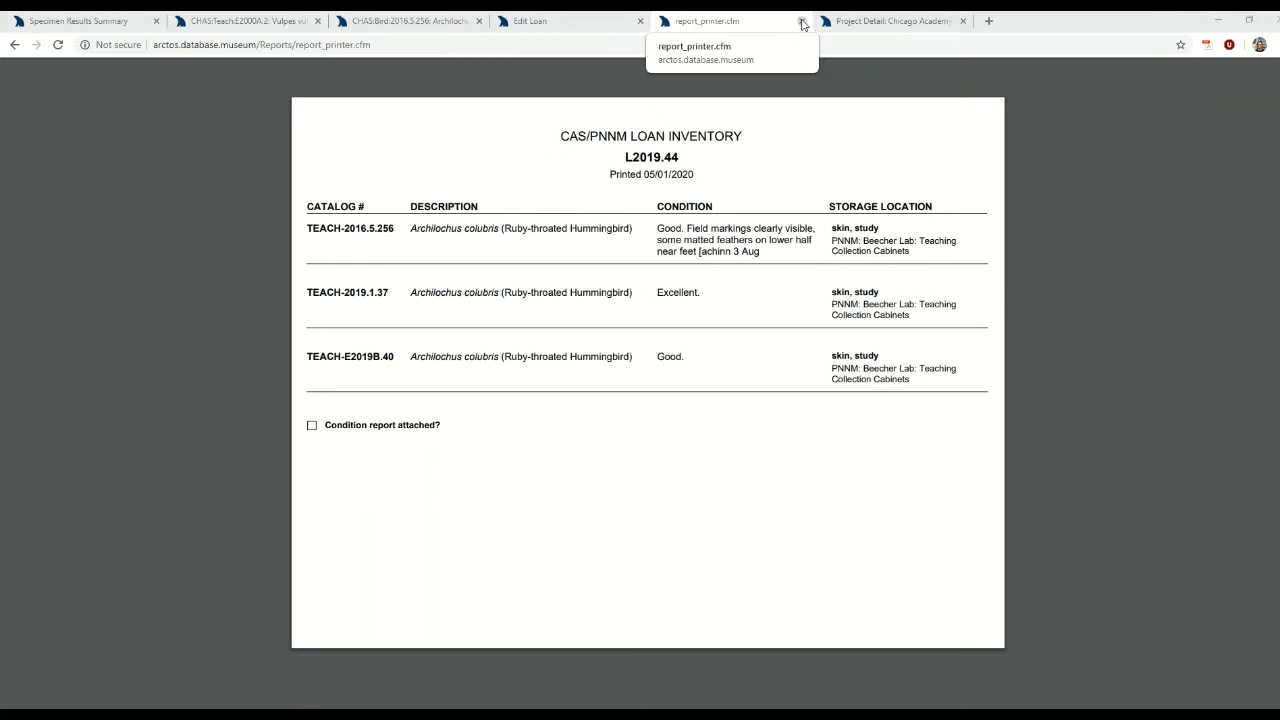 Specimen Results Summary
CHAS:Teach:E2000A.2: Vulpes vu
CHAS:Bird:2016.5.256: Archiloch
Edit Loan
report_printer.cfm
Project Detail: Chicago Academy
Not secure
arctos.database.museum/Reports/report_printer.cfm
report_printer.cfm
arctos.database.museum
CAS/PNNM LOAN INVENTORY
L2019.44
Printed 05/01/2020
CATALOG # DESCRIPTION CONDITION STORAGE LOCATION
TEACH-2016.5.256 Archilochus colubris (Ruby-throated Hummingbird) Good. Field markings clearly visible, skin, study
some matted feathers on lower half PNNM: Beecher Lab: Teaching
near feet [achinn 3 Aug Collection Cabinets
TEACH-2019.1.37 Archilochus colubris (Ruby-throated Hummingbird) Excellent. skin, study
PNNM: Beecher Lab: Teaching
Collection Cabinets
TEACH-E2019B.40 Archilochus colubris (Ruby-throated Hummingbird) Good. skin, study
PNNM: Beecher Lab: Teaching
Collection Cabinets
Condition report attached?